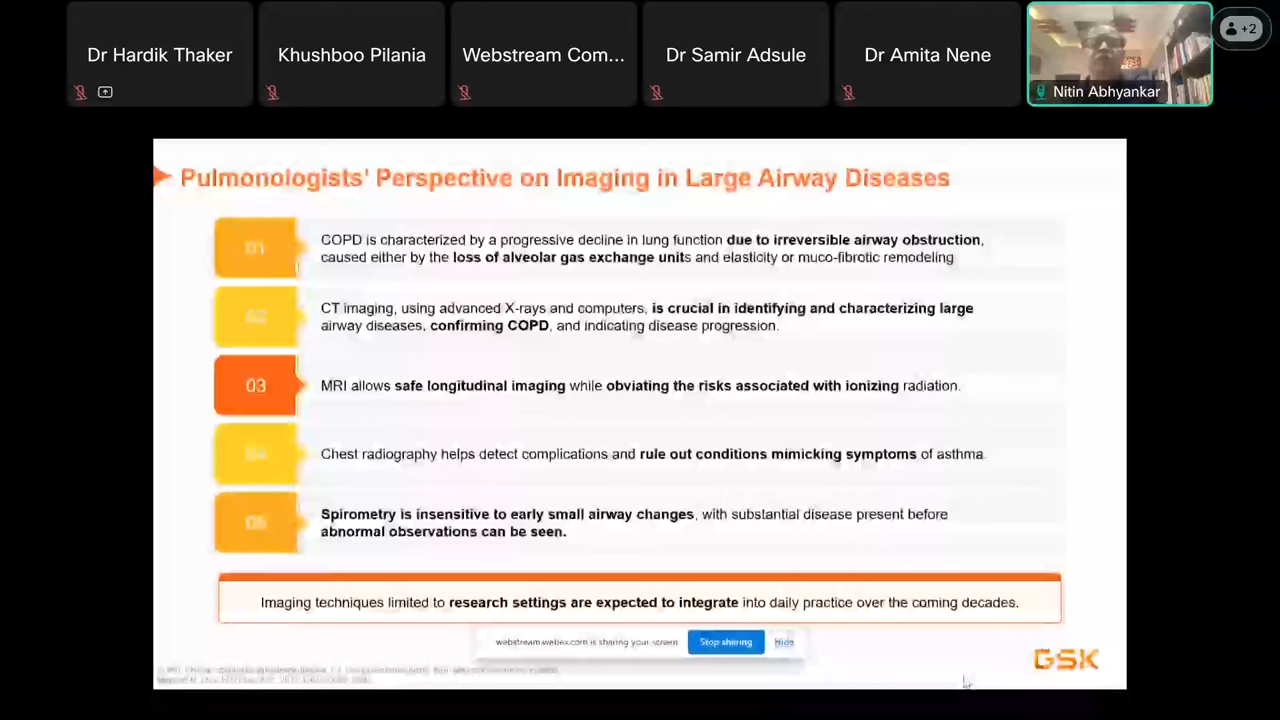 Dr Hardik Thaker
Khushboo Pilania
Webstream Com...
Dr Samir Adsule
Dr Amita Nene
+2
Nitin Abhyankar
Pulmonologists' Perspective on Imaging in Large Airway Diseases
01
COPD is characterized by a progressive decline in lung function due to irreversible airway obstruction,
caused either by the loss of alveolar gas exchange units and elasticity or muco-fibrotic remodeling
02
CT imaging, using advanced X-rays and computers, is crucial in identifying and characterizing large
airway diseases, confirming COPD, and indicating disease progression.
03
MRI allows safe longitudinal imaging while obviating the risks associated with ionizing radiation.
04
Chest radiography helps detect complications and rule out conditions mimicking symptoms of asthma.
05
Spirometry is insensitive to early small airway changes, with substantial disease present before
abnormal observations can be seen.
Imaging techniques limited to research settings are expected to integrate into daily practice over the coming decades.
webstream.webex.com is sharing your screen
Stop sharing
Hide
GSK